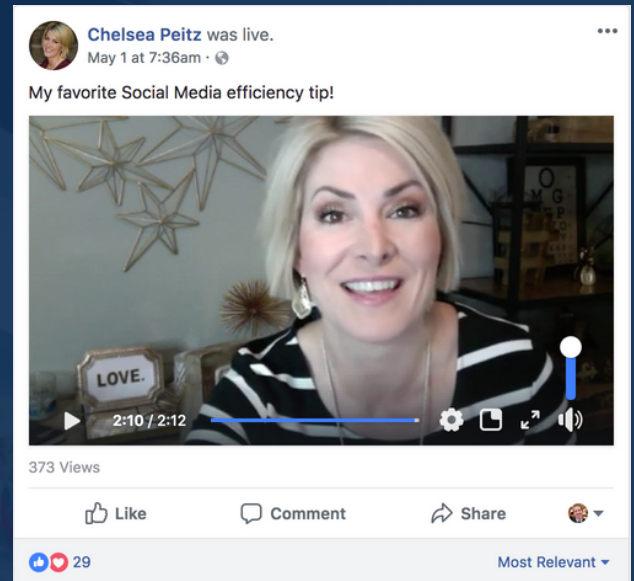 Chelsea Peitz was live.
May 1 at 7:36am
My favorite Social Media efficiency tip!
O
M G
LOVE.
2:10 / 2:12
373 Views
Like
Comment
Share
29
Most Relevant